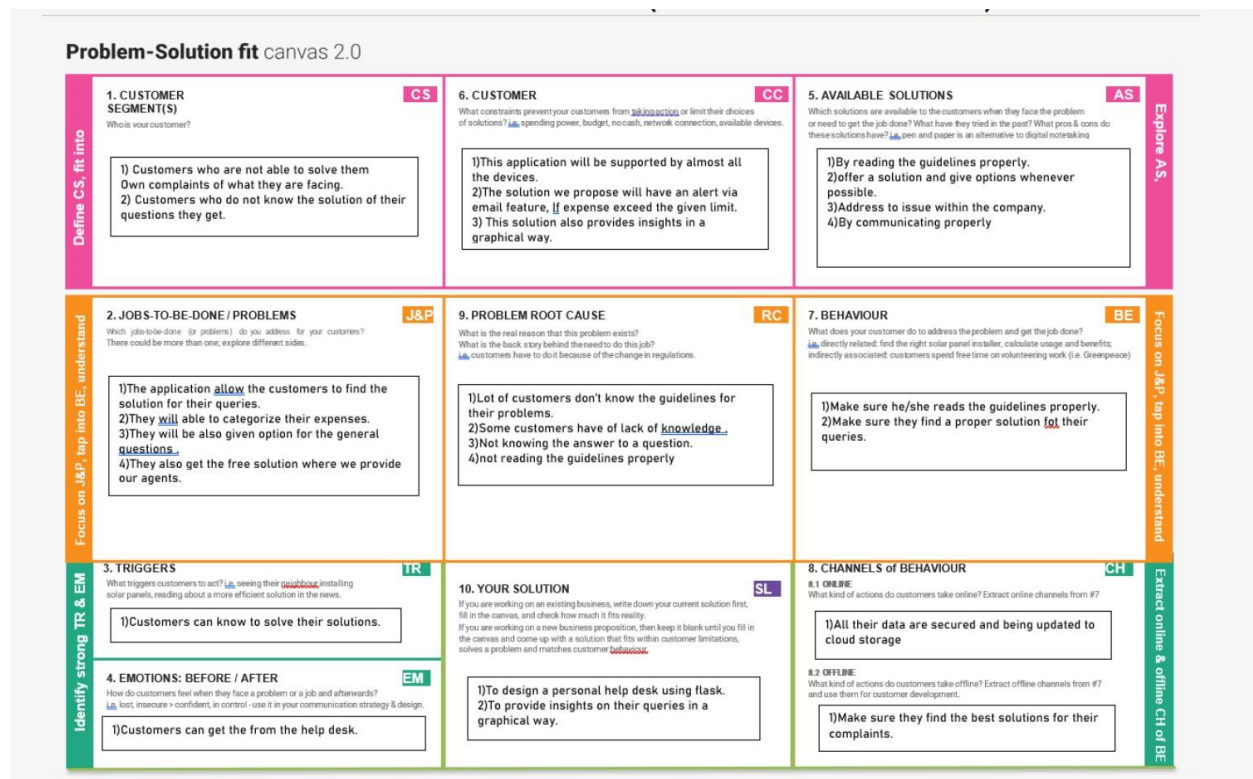 Problem-Solution fit canvas 2.0
Define CS, fit into
1. CUSTOMER
SEGMENT(S)
CS
Who is your customer?
1) Customers who are not able to solve them
Own complaints of what they are facing.
2) Customers who do not know the solution of their
questions they get.
6. CUSTOMER
CC
What constraints prevent your customers from taking action or limit their choices
of solutions? i.e. spending power, budget, no cash, network connection, available devices.
1)This application will be supported by almost all
the devices.
2)The solution we propose will have an alert via
email feature, If expense exceed the given limit.
3) This solution also provides insights in a
graphical way.
5. AVAILABLE SOLUTIONS
AS
Which solutions are available to the customers when they face the problem
or need to get the job done? What have they tried in the past? What pros & cons do
these solutions have? i.e. pen and paper is an alternative to digital notetaking
1)By reading the guidelines properly.
2)offer a solution and give options whenever
possible.
3)Address to issue within the company.
4)By communicating properly
Explore AS,
Focus on J&P, tap into BE, understand
2. JOBS-TO-BE-DONE / PROBLEMS
J&P
Which jobs-to-be-done (or problems) do you address for your customers?
There could be more than one; explore different sides.
1)The application allow the customers to find the
solution for their queries.
2)They will able to categorize their expenses.
3)They will be also given option for the general
questions .
4)They also get the free solution where we provide
our agents.
9. PROBLEM ROOT CAUSE
RC
What is the real reason that this problem exists?
What is the back story behind the need to do this job?
i.e. customers have to do it because of the change in regulations.
1)Lot of customers don't know the guidelines for
their problems.
2)Some customers have of lack of knowledge .
3)Not knowing the answer to a question.
4)not reading the guidelines properly
7. BEHAVIOUR
BE
What does your customer do to address the problem and get the job done?
i.e. directly related: find the right solar panel installer, calculate usage and benefits;
indirectly associated: customers spend free time on volunteering work (i.e. Greenpeace)
1)Make sure he/she reads the guidelines properly.
2)Make sure they find a proper solution fot their
queries.
Focus on J&P, tap into BE, understand
Identify strong TR & EM
3. TRIGGERS
TR
What triggers customers to act? i.e. seeing their neighbour installing
solar panels, reading about a more efficient solution in the news.
1)Customers can know to solve their solutions.
4. EMOTIONS: BEFORE / AFTER
EM
How do customers feel when they face a problem or a job and afterwards?
i.e. lost, insecure > confident, in control - use it in your communication strategy & design.
1)Customers can get the from the help desk.
10. YOUR SOLUTION
SL
If you are working on an existing business, write down your current solution first,
fill in the canvas, and check how much it fits reality.
If you are working on a new business proposition, then keep it blank until you fill in
the canvas and come up with a solution that fits within customer limitations,
solves a problem and matches customer behaviour.
1)To design a personal help desk using flask.
2)To provide insights on their queries in a
graphical way.
8. CHANNELS of BEHAVIOUR
CH
8.1 ONLINE
What kind of actions do customers take online? Extract online channels from #7
1)All their data are secured and being updated to
cloud storage
8.2 OFFLINE
What kind of actions do customers take offline? Extract offline channels from #7
and use them for customer development.
1)Make sure they find the best solutions for their
complaints.
Extract online & offline CH of BE